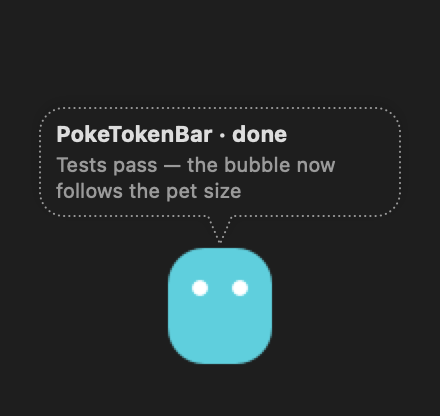 PokeTokenBar · done
Tests pass — the bubble now
follows the pet size